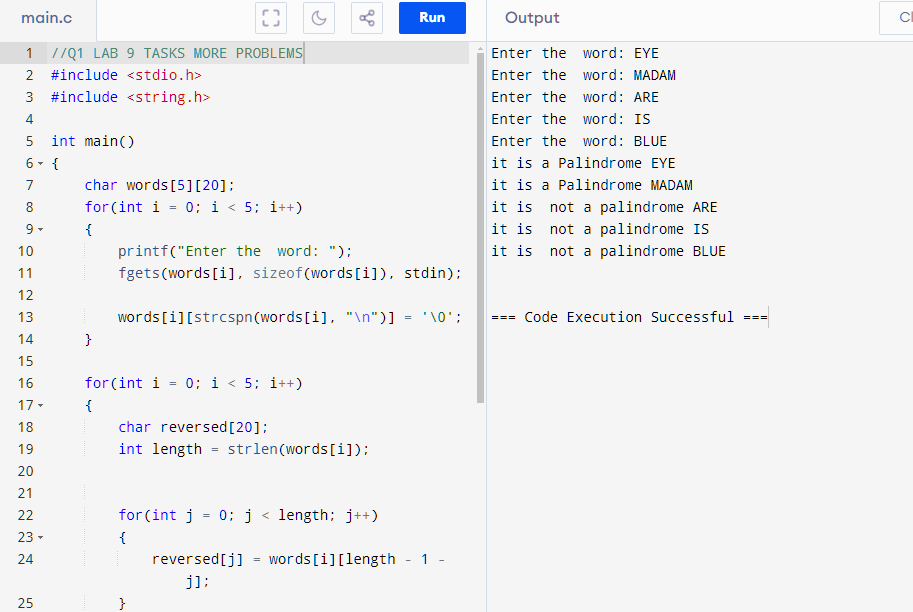 main.c
Run
Output
1 //Q1 LAB 9 TASKS MORE PROBLEMS
2 #include <stdio.h>
3 #include <string.h>
4
5 int main()
6 {
7 char words[5][20];
8 for(int i = 0; i < 5; i++)
9 {
10 printf("Enter the  word: ");
11 fgets(words[i], sizeof(words[i]), stdin);
12
13 words[i][strcspn(words[i], "\n")] = '\0';
14 }
15
16 for(int i = 0; i < 5; i++)
17 {
18 char reversed[20];
19 int length = strlen(words[i]);
20
21
22 for(int j = 0; j < length; j++)
23 {
24 reversed[j] = words[i][length - 1 -
j];
25 }
Enter the  word: EYE
Enter the  word: MADAM
Enter the  word: ARE
Enter the  word: IS
Enter the  word: BLUE
it is a Palindrome EYE
it is a Palindrome MADAM
it is  not a palindrome ARE
it is  not a palindrome IS
it is  not a palindrome BLUE
=== Code Execution Successful ===